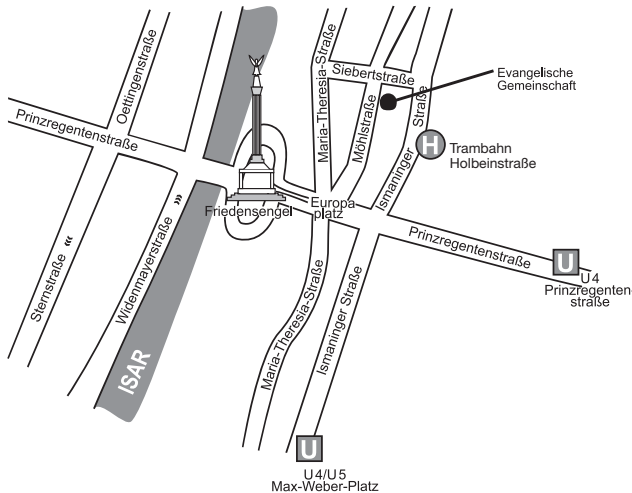 Oettingenstraße
Maria-Theresia-Straße
Siebertstraße
Evangelische
Gemeinschaft
Möhlstraße
Ismaninger
Straße
Prinzregentenstraße
H
Trambahn
Holbeinstraße
Friedensengel
Europa
platz
Prinzregentenstraße
U
U4
Prinzregenten-
straße
Sternstraße
Widenmayerstraße
ISAR
Maria-Theresia-Straße
Ismaninger Straße
U
U4/U5
Max-Weber-Platz